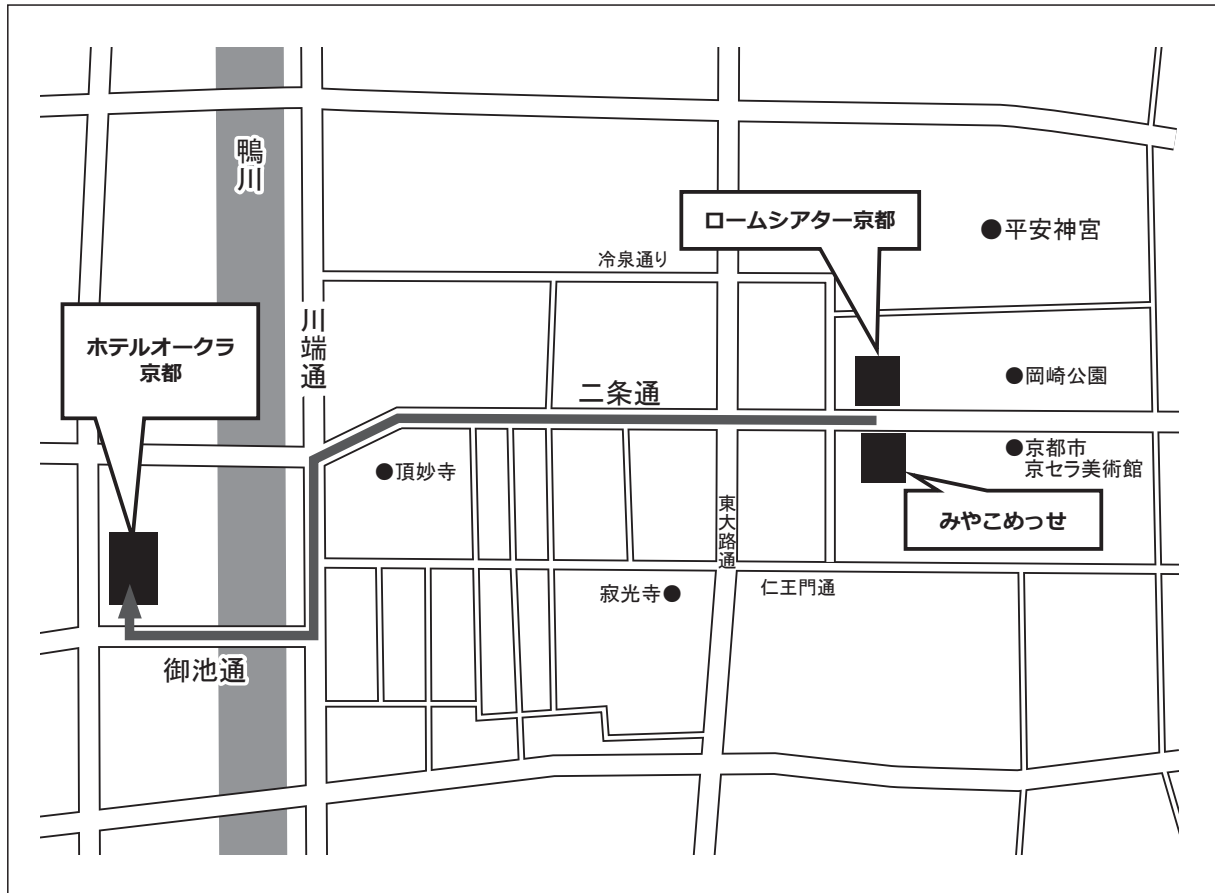 鴨川
ロームシアター京都
平安神宮
冷泉通り
川端通
ホテルオークラ
京都
岡崎公園
二条通
京都市
京セラ美術館
頂妙寺
みやこめっせ
東大路通
仁王門通
寂光寺
御池通